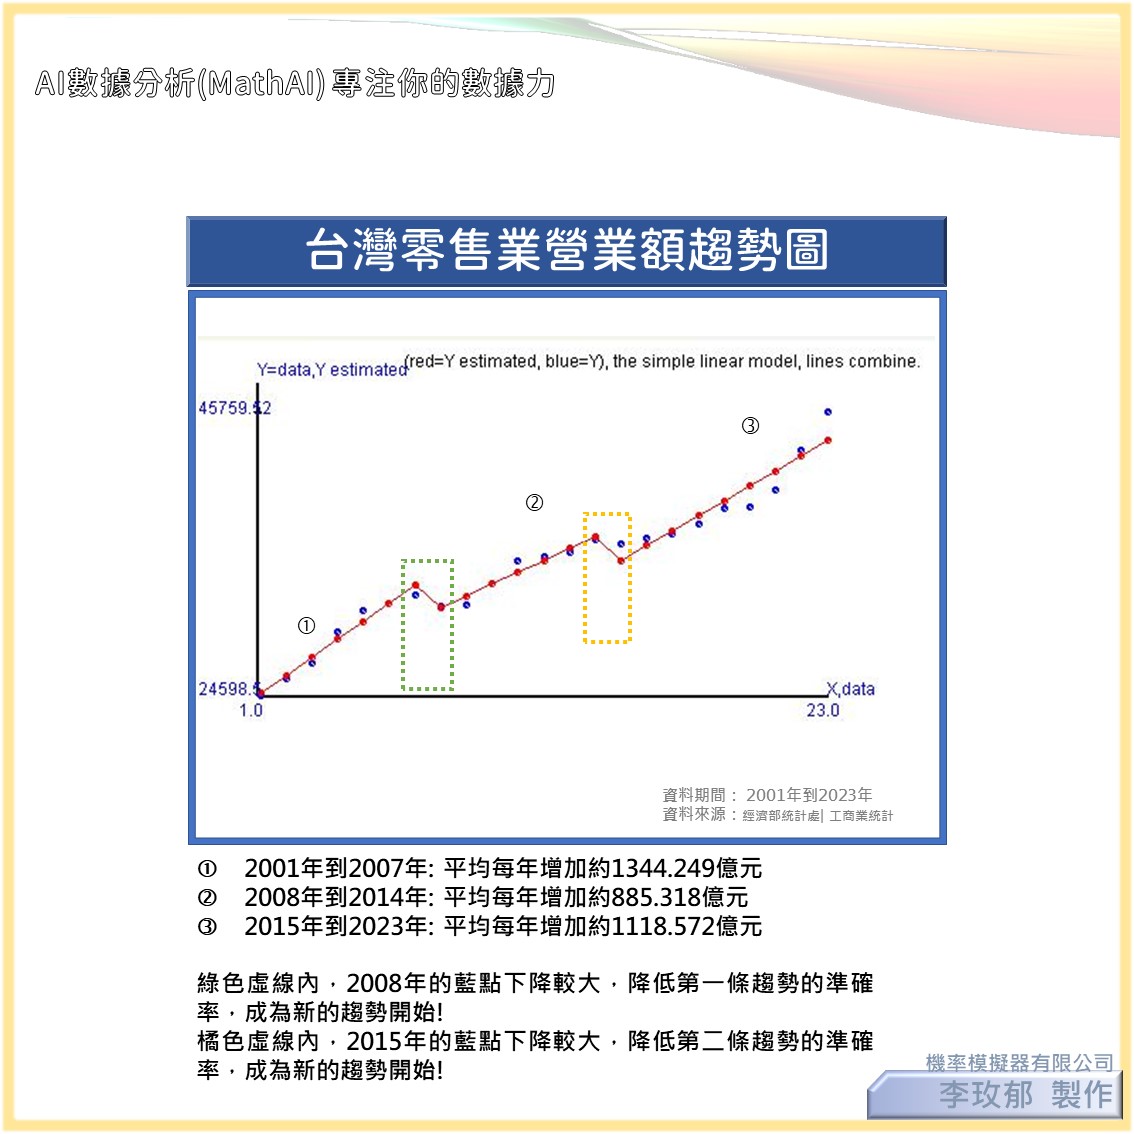 AI數據分析(MathAI) 專注你的數據力
台灣零售業營業額趨勢圖
(red=Y estimated, blue=Y), the simple linear model, lines combine.
Y=data,Y estimated
45759.52
③
②
①
24598.5
X,data
1.0
23.0
資料期間： 2001年到2023年
資料來源：經濟部統計處| 工商業統計
① 2001年到2007年: 平均每年增加約1344.249億元
② 2008年到2014年: 平均每年增加約885.318億元
③ 2015年到2023年: 平均每年增加約1118.572億元
綠色虛線內，2008年的藍點下降較大，降低第一條趨勢的準確
率，成為新的趨勢開始!
橘色虛線內，2015年的藍點下降較大，降低第二條趨勢的準確
率，成為新的趨勢開始!
機率模擬器有限公司
李玫郁 製作